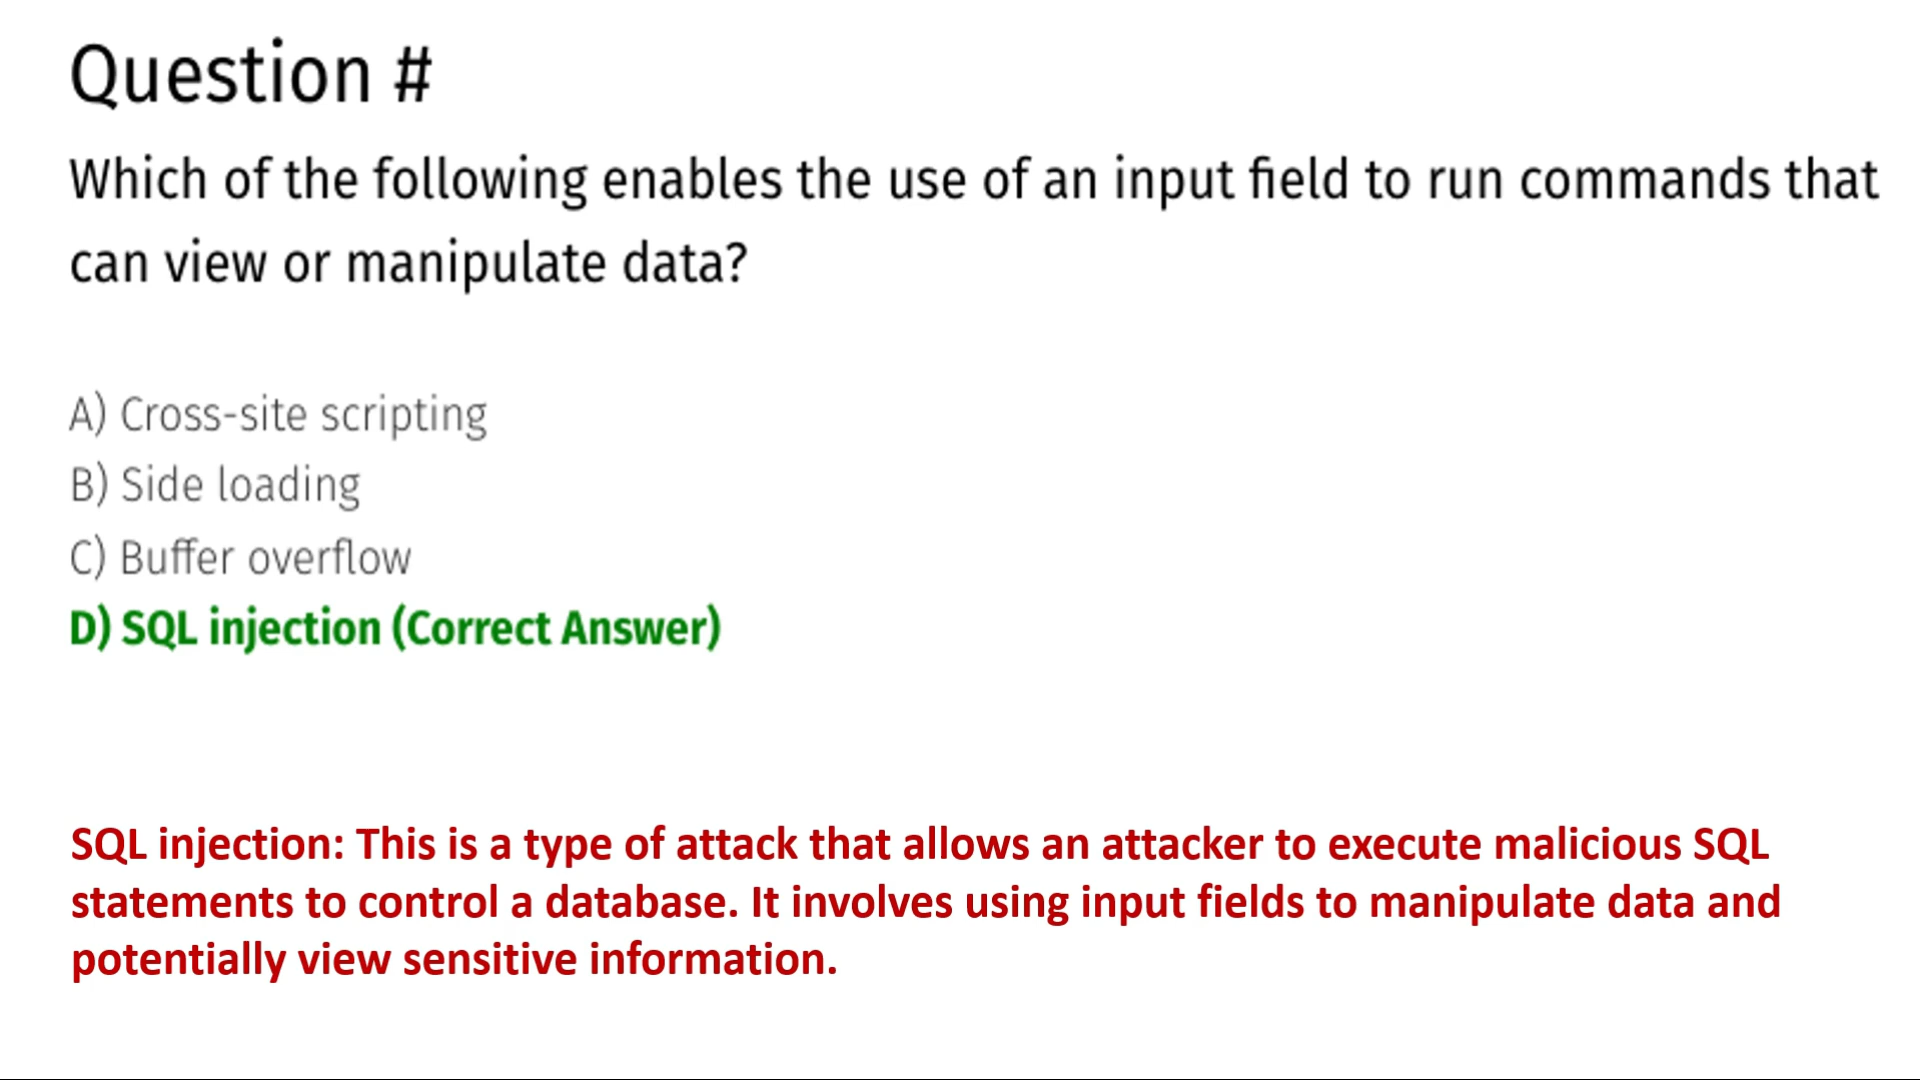 Question #
Which of the following enables the use of an input field to run commands that
can view or manipulate data?
A) Cross-site scripting
B) Side loading
C) Buffer overflow
D) SQL injection (Correct Answer)
SQL injection: This is a type of attack that allows an attacker to execute malicious SQL
statements to control a database. It involves using input fields to manipulate data and
potentially view sensitive information.